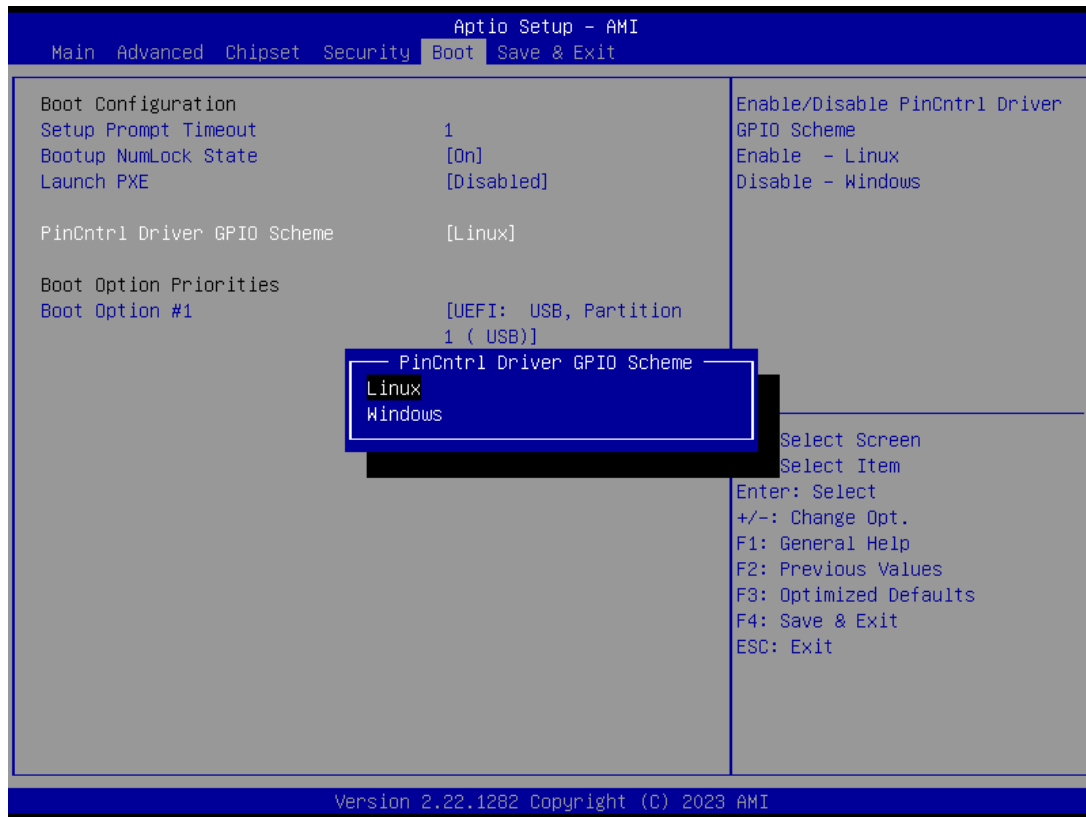 Aptio Setup – AMI
Main Advanced Chipset Security Boot Save & Exit
Boot Configuration
Setup Prompt Timeout 1
Bootup NumLock State [On]
Launch PXE [Disabled]
PinCntrl Driver GPIO Scheme [Linux]
Boot Option Priorities
Boot Option #1 [UEFI: USB, Partition
1 ( USB)]
PinCntrl Driver GPIO Scheme
Linux
Windows
Enable/Disable PinCntrl Driver
GPIO Scheme
Enable – Linux
Disable – Windows
Select Screen
Select Item
Enter: Select
+/-: Change Opt.
F1: General Help
F2: Previous Values
F3: Optimized Defaults
F4: Save & Exit
ESC: Exit
Version 2.22.1282 Copyright (C) 2023 AMI